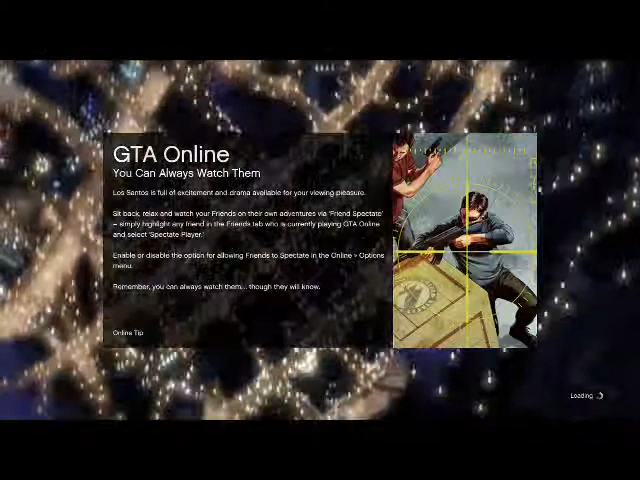 GTA Online
You Can Always Watch Them
Los Santos is full of excitement and drama available for your viewing pleasure.
Sit back, relax and watch your Friends on their own adventures via 'Friend Spectate'
– simply highlight any friend in the Friends tab who is currently playing GTA Online
and select 'Spectate Player.'
Enable or disable the option for allowing Friends to Spectate in the Online > Options
menu.
Remember, you can always watch them... though they will know.
Online Tip
Loading